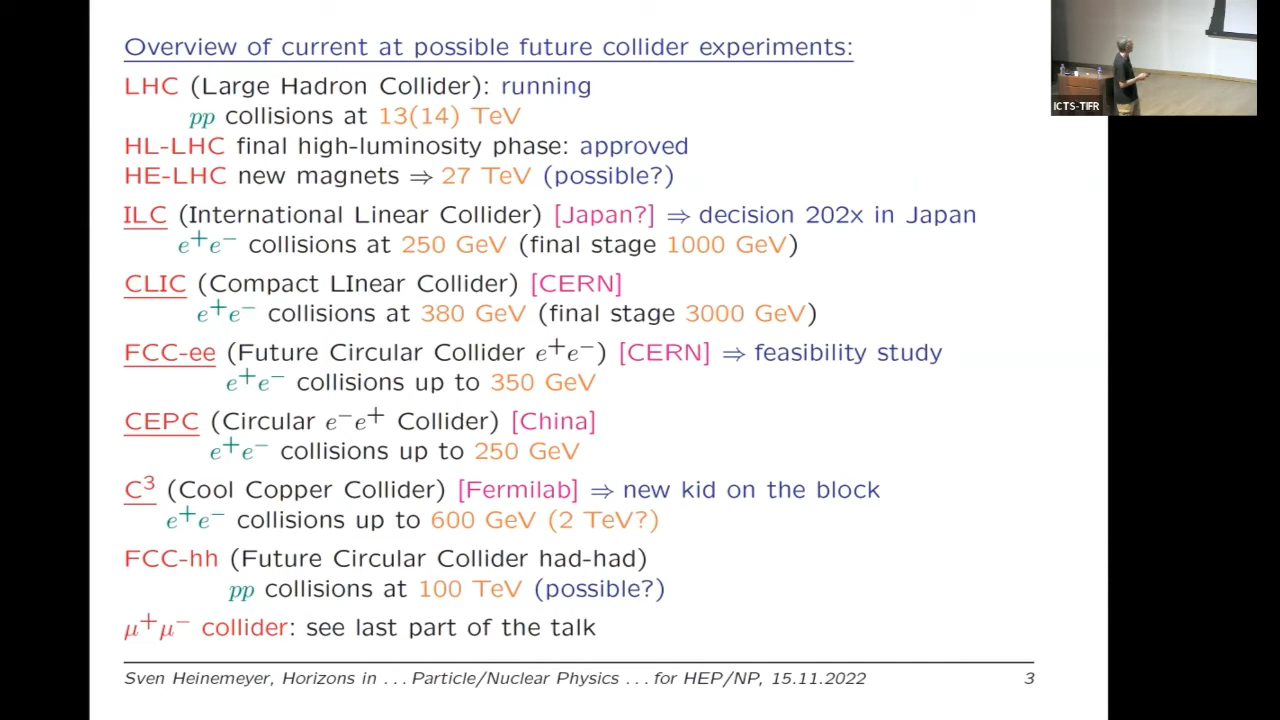 Overview of current at possible future collider experiments:
LHC (Large Hadron Collider): running
pp collisions at 13(14) TeV
HL-LHC final high-luminosity phase: approved
HE-LHC new magnets ⇒ 27 TeV (possible?)
ILC (International Linear Collider) [Japan?] ⇒ decision 202x in Japan
e⁺e⁻ collisions at 250 GeV (final stage 1000 GeV)
CLIC (Compact LInear Collider) [CERN]
e⁺e⁻ collisions at 380 GeV (final stage 3000 GeV)
FCC-ee (Future Circular Collider e⁺e⁻) [CERN] ⇒ feasibility study
e⁺e⁻ collisions up to 350 GeV
CEPC (Circular e⁻e⁺ Collider) [China]
e⁺e⁻ collisions up to 250 GeV
C³ (Cool Copper Collider) [Fermilab] ⇒ new kid on the block
e⁺e⁻ collisions up to 600 GeV (2 TeV?)
FCC-hh (Future Circular Collider had-had)
pp collisions at 100 TeV (possible?)
μ⁺μ⁻ collider: see last part of the talk
Sven Heinemeyer, Horizons in . . . Particle/Nuclear Physics . . . for HEP/NP, 15.11.2022 3
ICTS-TIFR